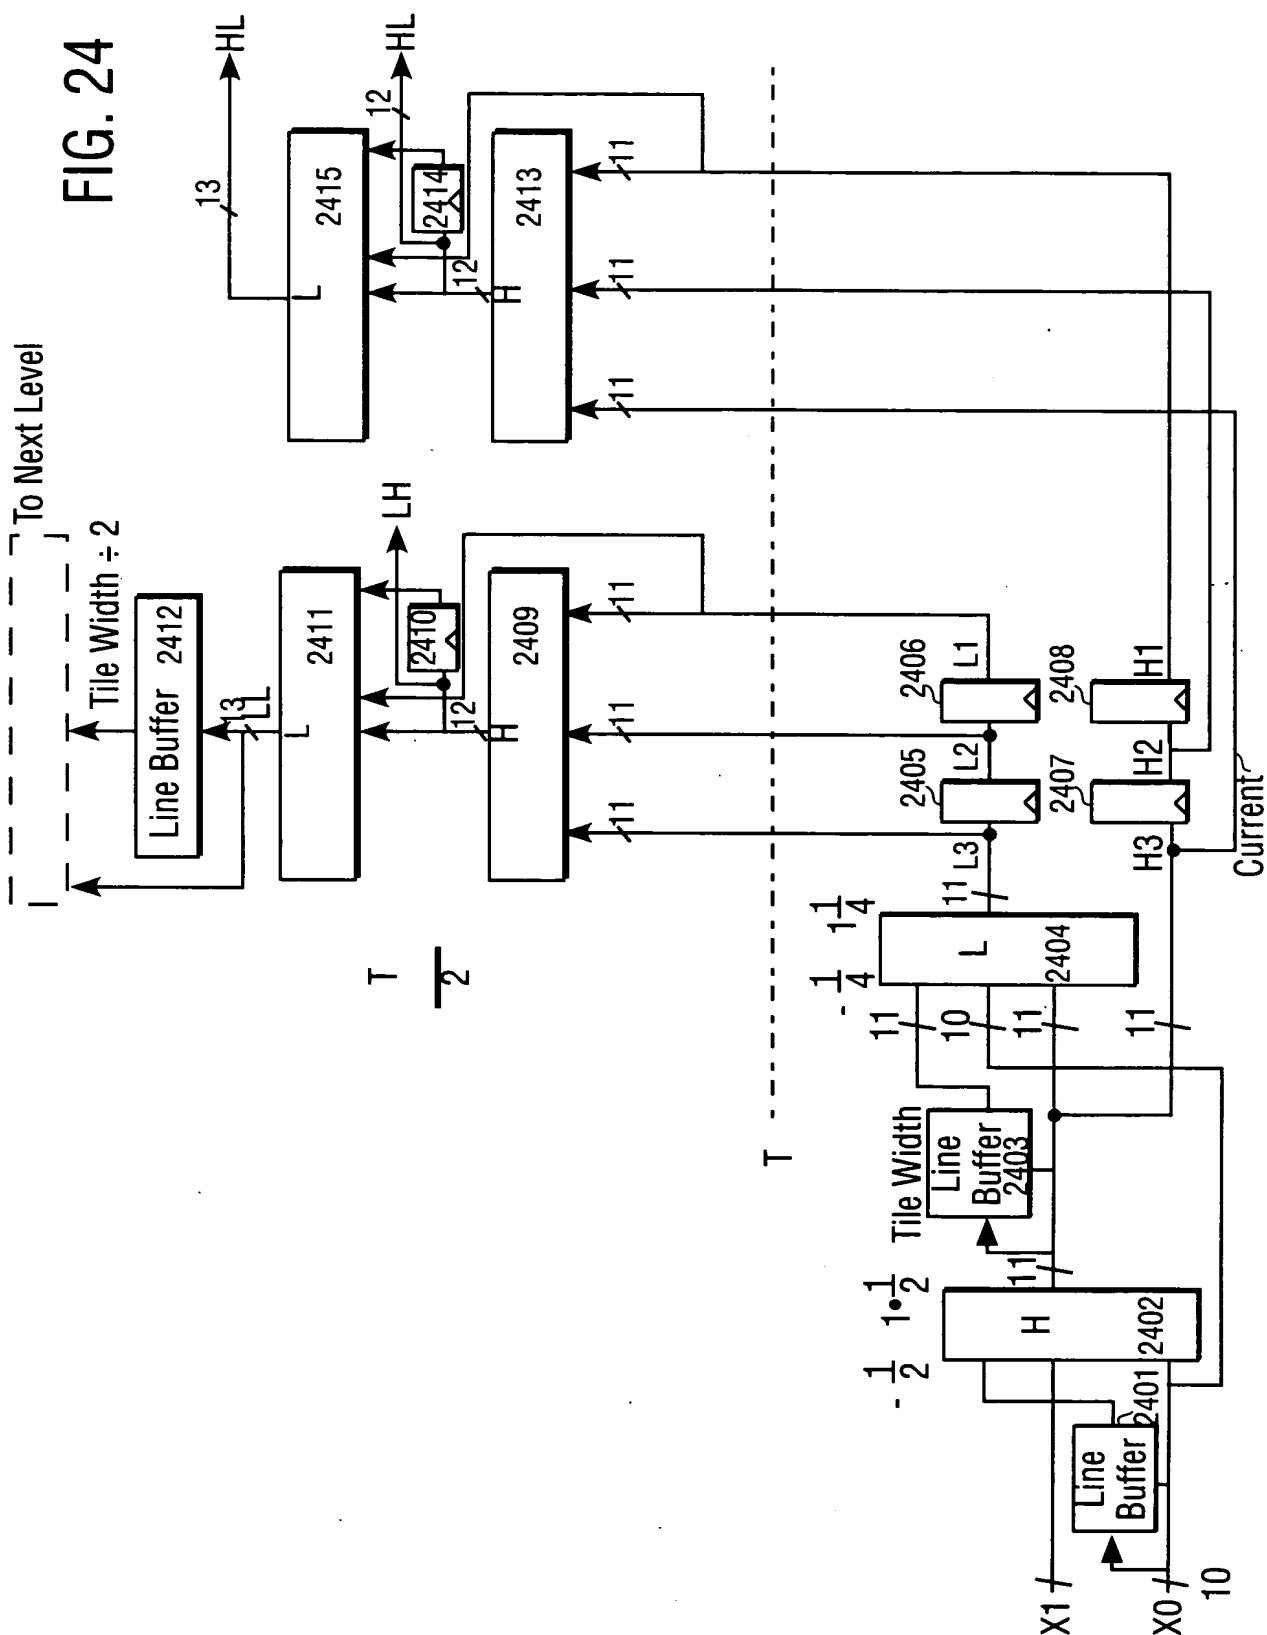 FIG. 24
To Next Level
Tile Width ÷ 2
Line Buffer 2412
13
LL
L
2411
LH
2410
12
H
2409
11
11
11
HL
13
L
2415
HL
12
2414
12
H
2413
11
11
11
T
2
T
X1
X0
10
Line
Buffer
2401
- 1/2
1•1/2
H
2402
11
Tile Width
Line
Buffer
2403
11
10
11
11
- 1/4
1 1/4
L
2404
11
L3
2405
L2
2406
L1
H3
2407
H2
2408
H1
Current